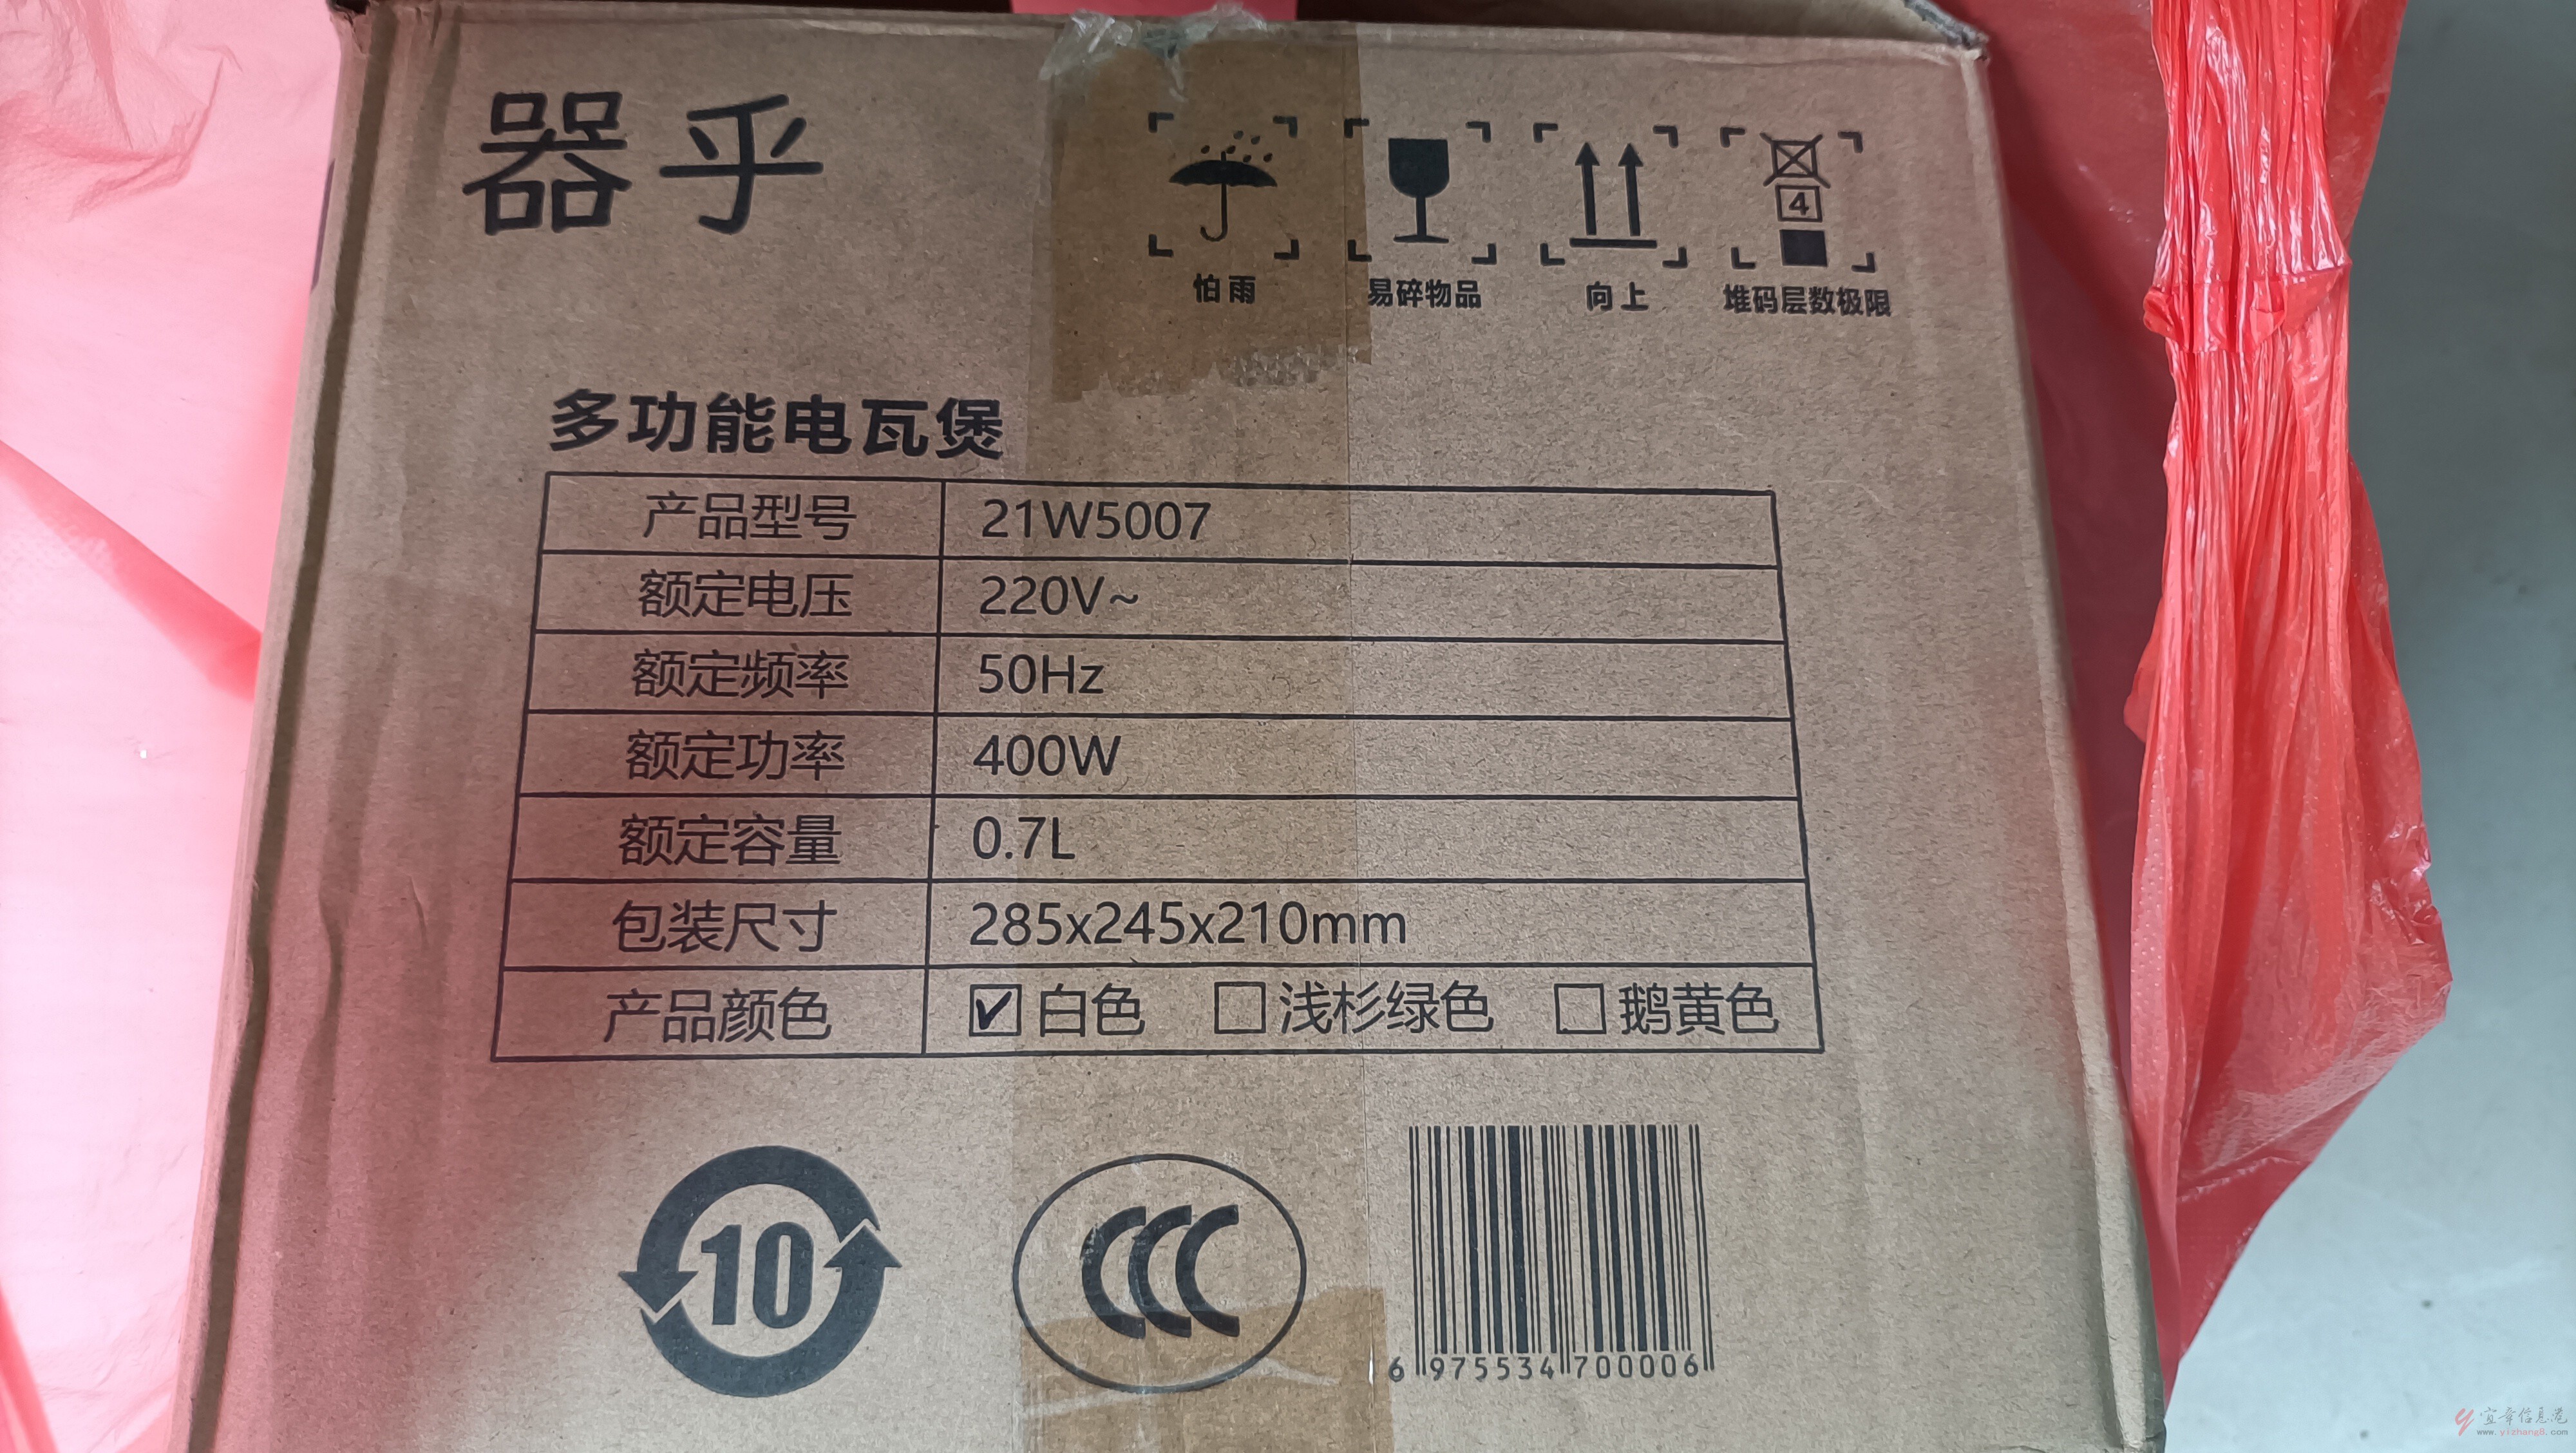 器乎
4
怕雨 易碎物品 向上 堆码层数极限
多功能电瓦煲
产品型号 21W5007
额定电压 220V~
额定频率 50Hz
额定功率 400W
额定容量 0.7L
包装尺寸 285x245x210mm
产品颜色 ☑白色 □浅杉绿色 □鹅黄色
10
CCC
6 975534 700006
宜章信息港
www.yizhang8.com